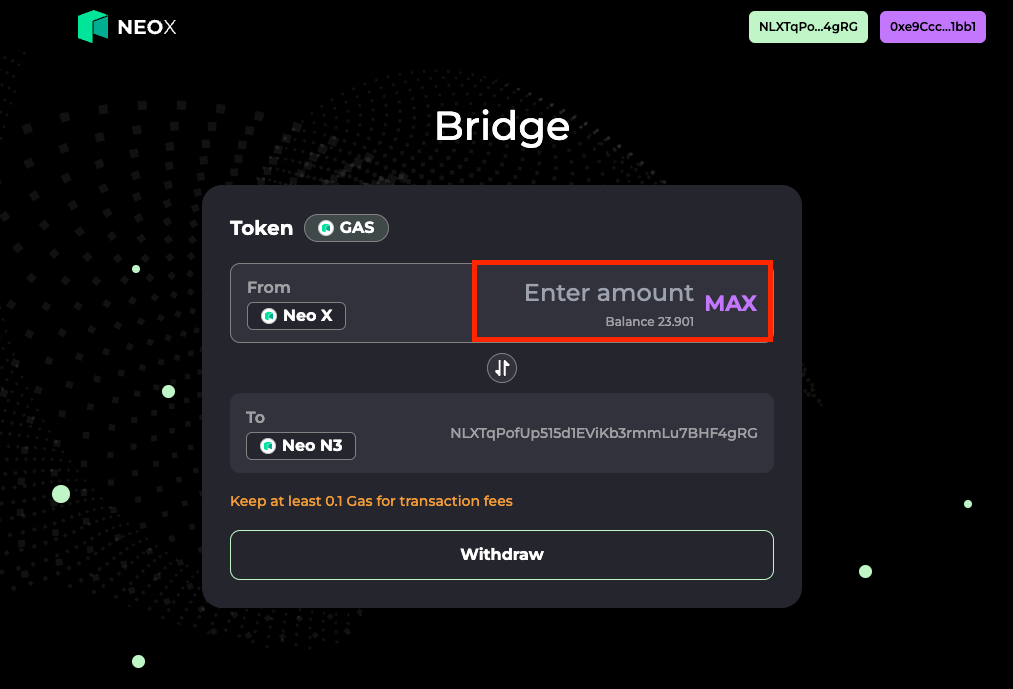 NEOX
NLXTqPo...4gRG
0xe9Ccc...1bb1
Bridge
Token GAS
From
Neo X
Enter amount
Balance 23.901
MAX
To
Neo N3
NLXTqPofUp515d1EViKb3rmmLu7BHF4gRG
Keep at least 0.1 Gas for transaction fees
Withdraw